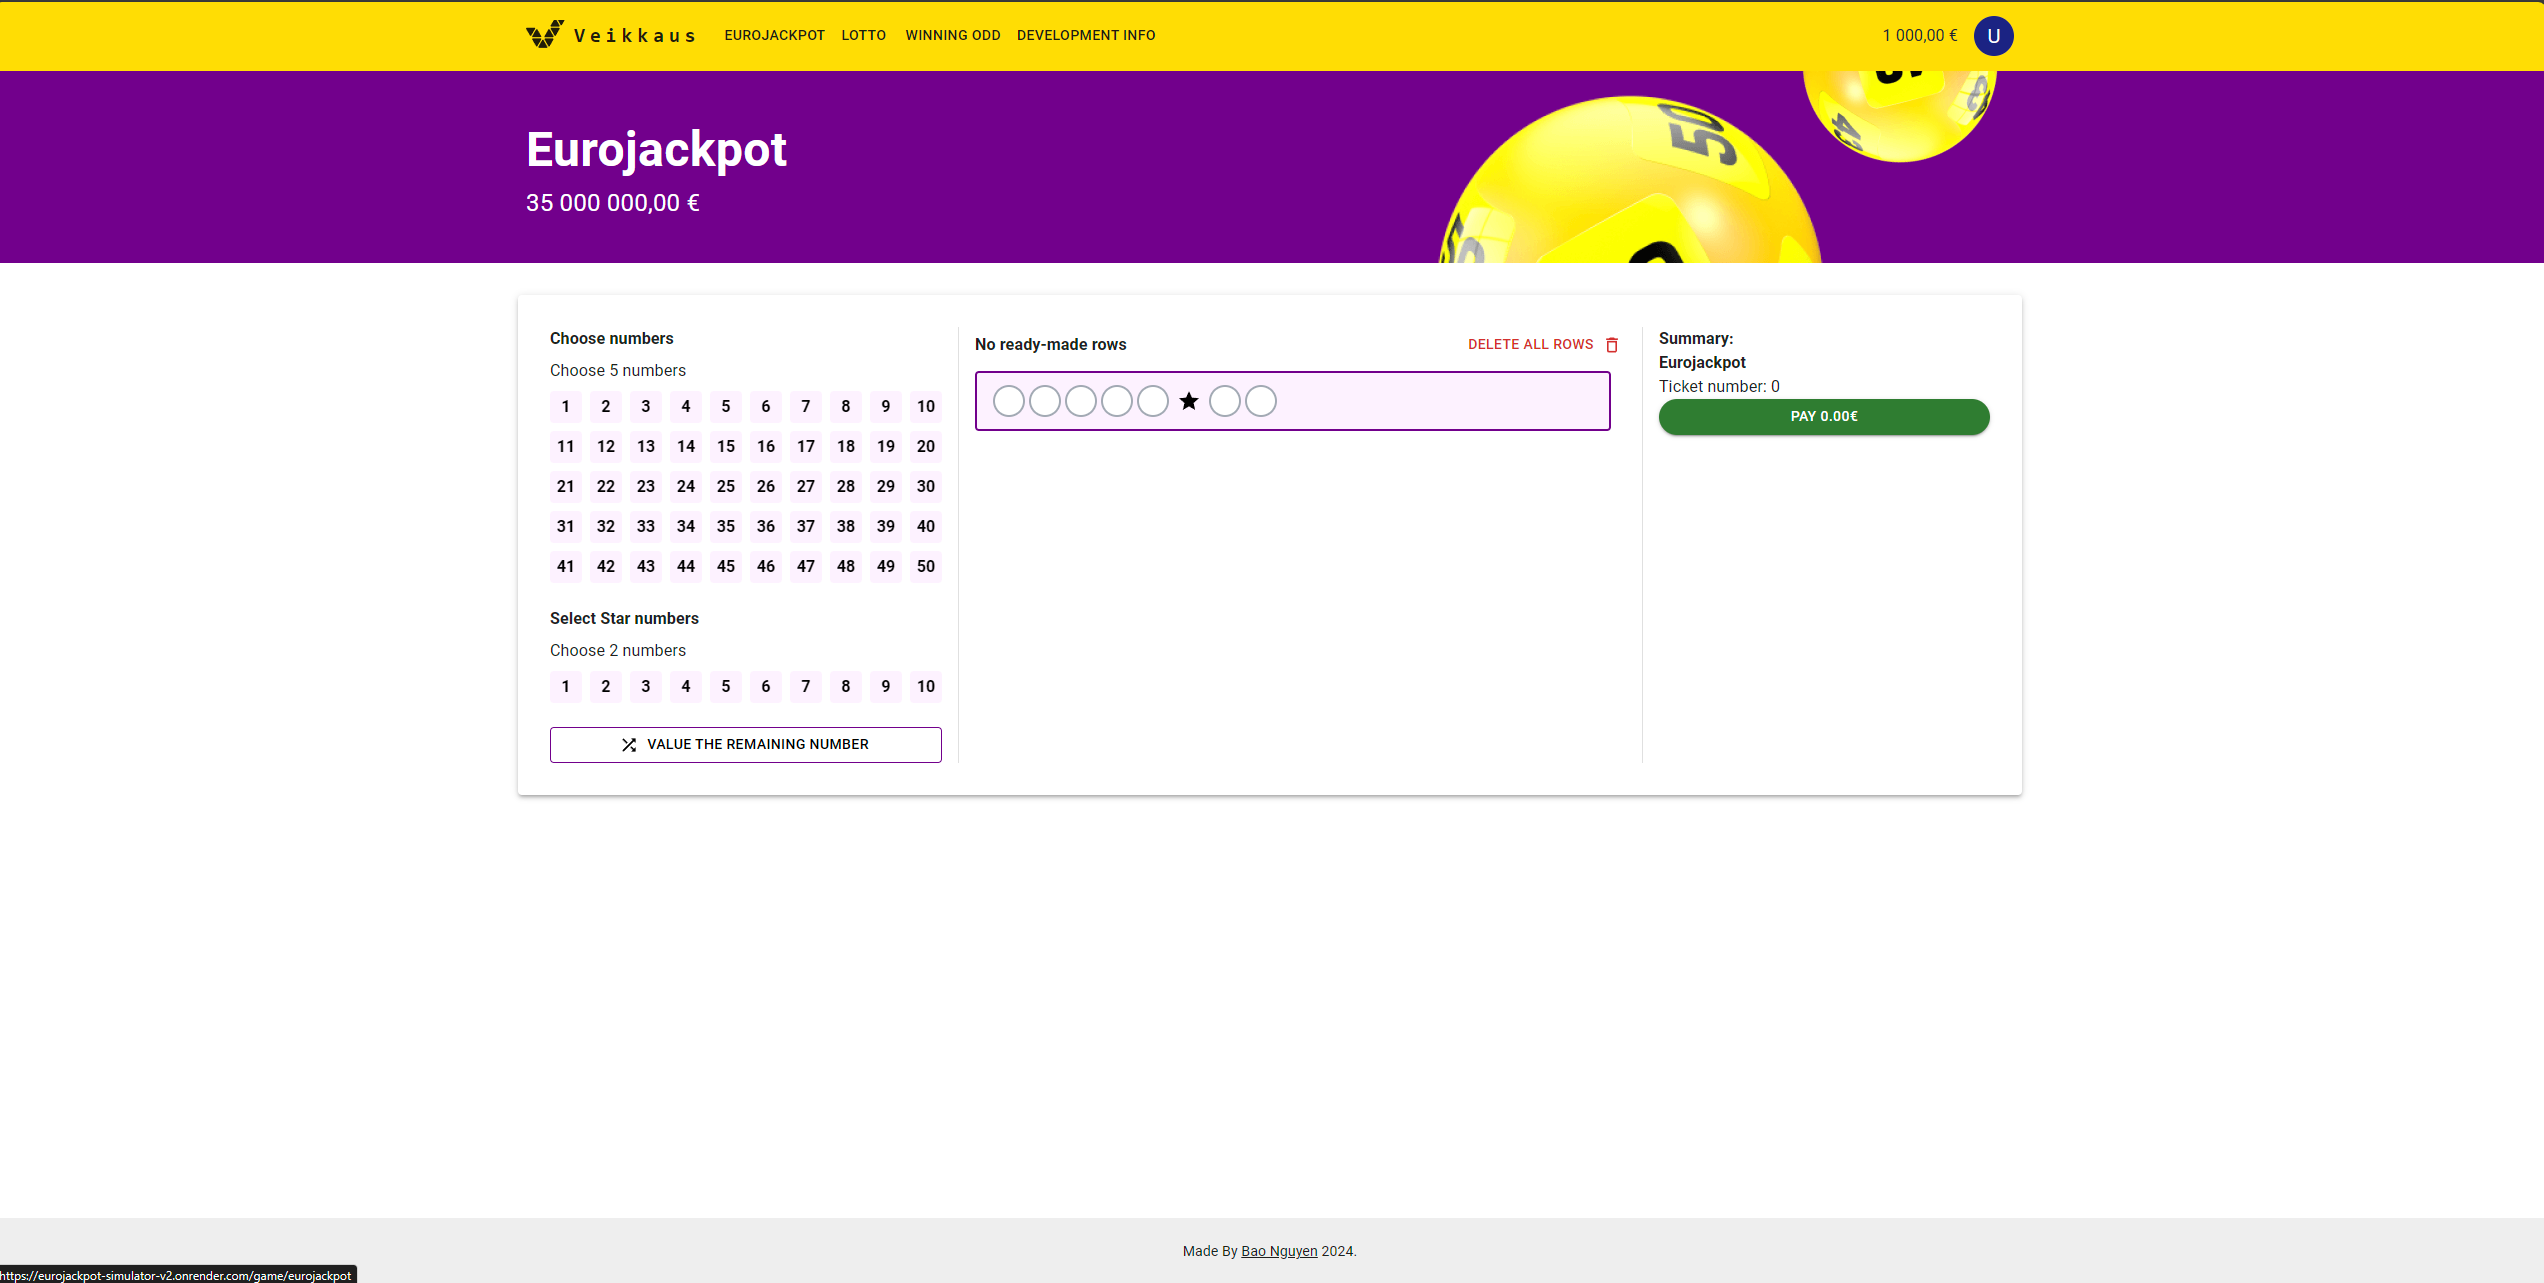 Veikkaus EUROJACKPOT LOTTO WINNING ODD DEVELOPMENT INFO 1 000,00 € U
Eurojackpot
35 000 000,00 €
50
43
Choose numbers
Choose 5 numbers
1 2 3 4 5 6 7 8 9 10
11 12 13 14 15 16 17 18 19 20
21 22 23 24 25 26 27 28 29 30
31 32 33 34 35 36 37 38 39 40
41 42 43 44 45 46 47 48 49 50
Select Star numbers
Choose 2 numbers
1 2 3 4 5 6 7 8 9 10
VALUE THE REMAINING NUMBER
No ready-made rows DELETE ALL ROWS
Summary:
Eurojackpot
Ticket number: 0
PAY 0.00€
Made By Bao Nguyen 2024.
https://eurojackpot-simulator-v2.onrender.com/game/eurojackpot